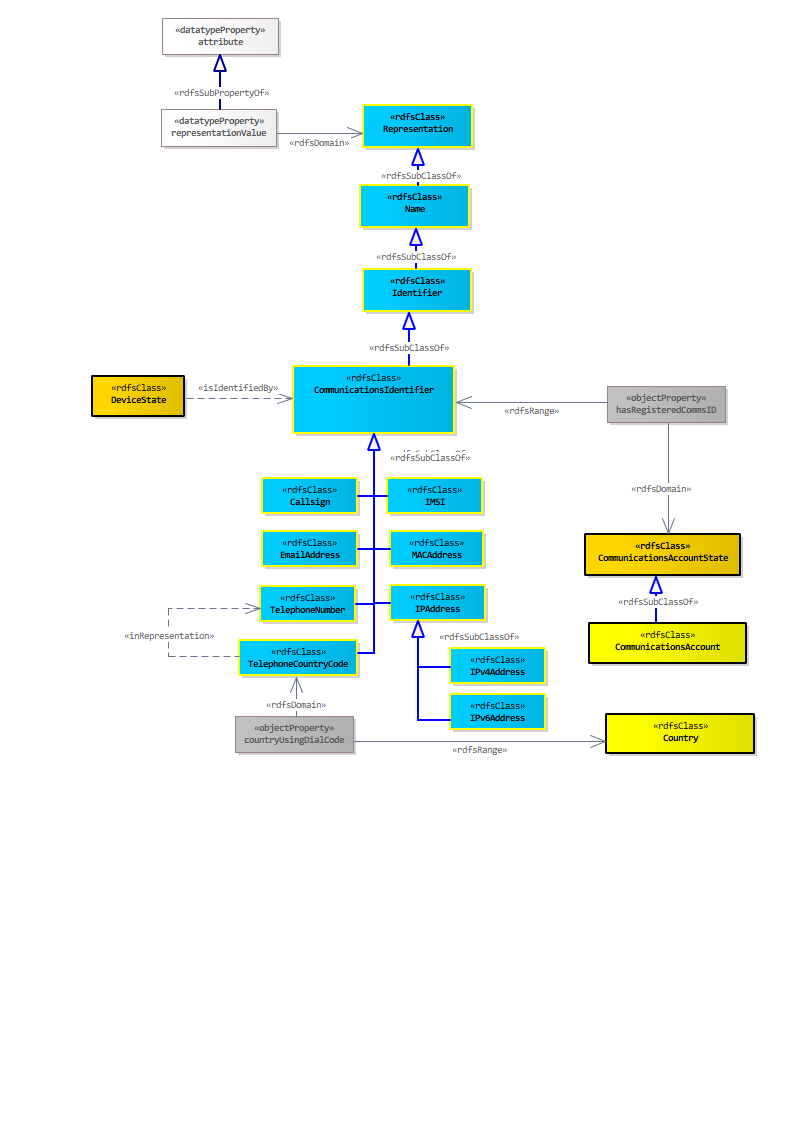 «datatypeProperty»
attribute
«rdfsSubPropertyOf»
«datatypeProperty»
representationValue
«rdfsDomain»
«rdfsClass»
Representation
«rdfsSubClassOf»
«rdfsClass»
Name
«rdfsSubClassOf»
«rdfsClass»
Identifier
«rdfsSubClassOf»
«rdfsClass»
DeviceState
«isIdentifiedBy»
«rdfsClass»
CommunicationsIdentifier
«rdfsRange»
«objectProperty»
hasRegisteredCommsID
«rdfsSubClassOf»
«rdfsDomain»
«rdfsClass»
Callsign
«rdfsClass»
IMSI
«rdfsClass»
EmailAddress
«rdfsClass»
MACAddress
«rdfsClass»
CommunicationsAccountState
«rdfsSubClassOf»
«rdfsClass»
TelephoneNumber
«rdfsClass»
IPAddress
«inRepresentation»
«rdfsSubClassOf»
«rdfsClass»
CommunicationsAccount
«rdfsClass»
TelephoneCountryCode
«rdfsClass»
IPv4Address
«rdfsDomain»
«rdfsClass»
IPv6Address
«objectProperty»
countryUsingDialCode
«rdfsRange»
«rdfsClass»
Country